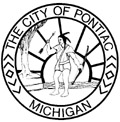 THE CITY OF PONTIAC
MICHIGAN